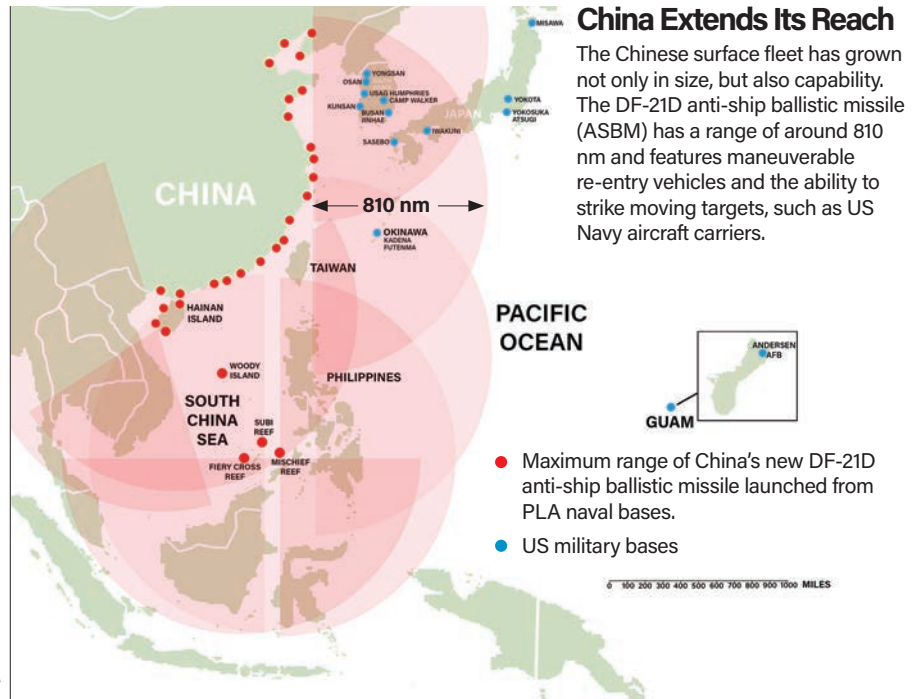 China Extends Its Reach
The Chinese surface fleet has grown
not only in size, but also capability.
The DF-21D anti-ship ballistic missile
(ASBM) has a range of around 810
nm and features maneuverable
re-entry vehicles and the ability to
strike moving targets, such as US
Navy aircraft carriers.
MISAWA
YONGSAN
OSAN
USAG HUMPHRIES
CAMP WALKER
KUNSAN
BUSAN
JINHAE
JAPAN
YOKOTA
YOKOSUKA
ATSUGI
IWAKUNI
SASEBO
CHINA
810 nm
OKINAWA
KADENA
FUTENMA
TAIWAN
HAINAN
ISLAND
PACIFIC
OCEAN
WOODY
ISLAND
PHILIPPINES
SOUTH
CHINA
SEA
SUBI
REEF
FIERY CROSS
REEF
MISCHIEF
REEF
ANDERSEN
AFB
GUAM
Maximum range of China's new DF-21D
anti-ship ballistic missile launched from
PLA naval bases.
US military bases
0 100 200 300 400 500 600 700 800 900 1000 MILES